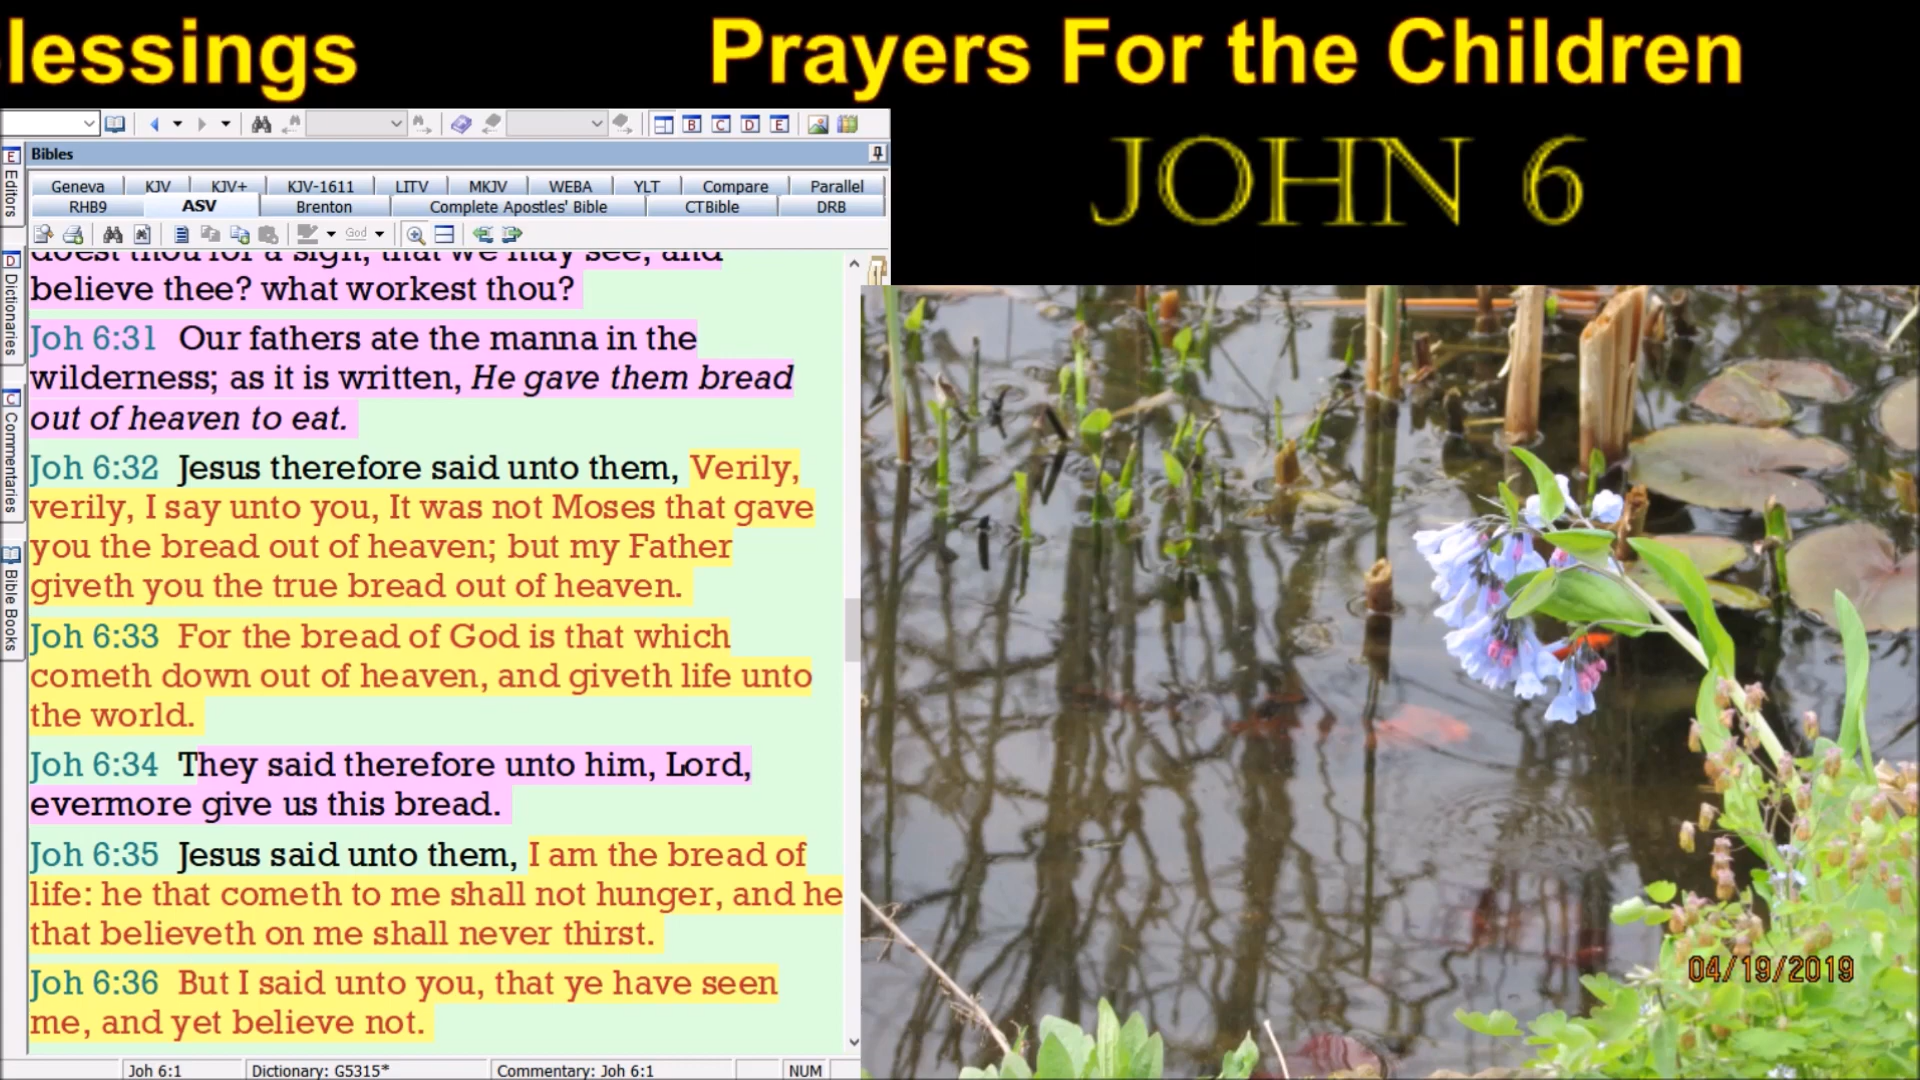 lessings Prayers For the Children
JOHN 6
Bibles
Geneva KJV KJV+ KJV-1611 LITV MKJV WEBA YLT Compare Parallel
RHB9 ASV Brenton Complete Apostles' Bible CTBible DRB
God
E Editors
D Dictionaries
C Commentaries
Bible Books
B C D E
doest thou for a sign, that we may see, and
believe thee? what workest thou?
Joh 6:31 Our fathers ate the manna in the
wilderness; as it is written, He gave them bread
out of heaven to eat.
Joh 6:32 Jesus therefore said unto them, Verily,
verily, I say unto you, It was not Moses that gave
you the bread out of heaven; but my Father
giveth you the true bread out of heaven.
Joh 6:33 For the bread of God is that which
cometh down out of heaven, and giveth life unto
the world.
Joh 6:34 They said therefore unto him, Lord,
evermore give us this bread.
Joh 6:35 Jesus said unto them, I am the bread of
life: he that cometh to me shall not hunger, and he
that believeth on me shall never thirst.
Joh 6:36 But I said unto you, that ye have seen
me, and yet believe not.
04/19/2019
Joh 6:1 Dictionary: G5315* Commentary: Joh 6:1 NUM